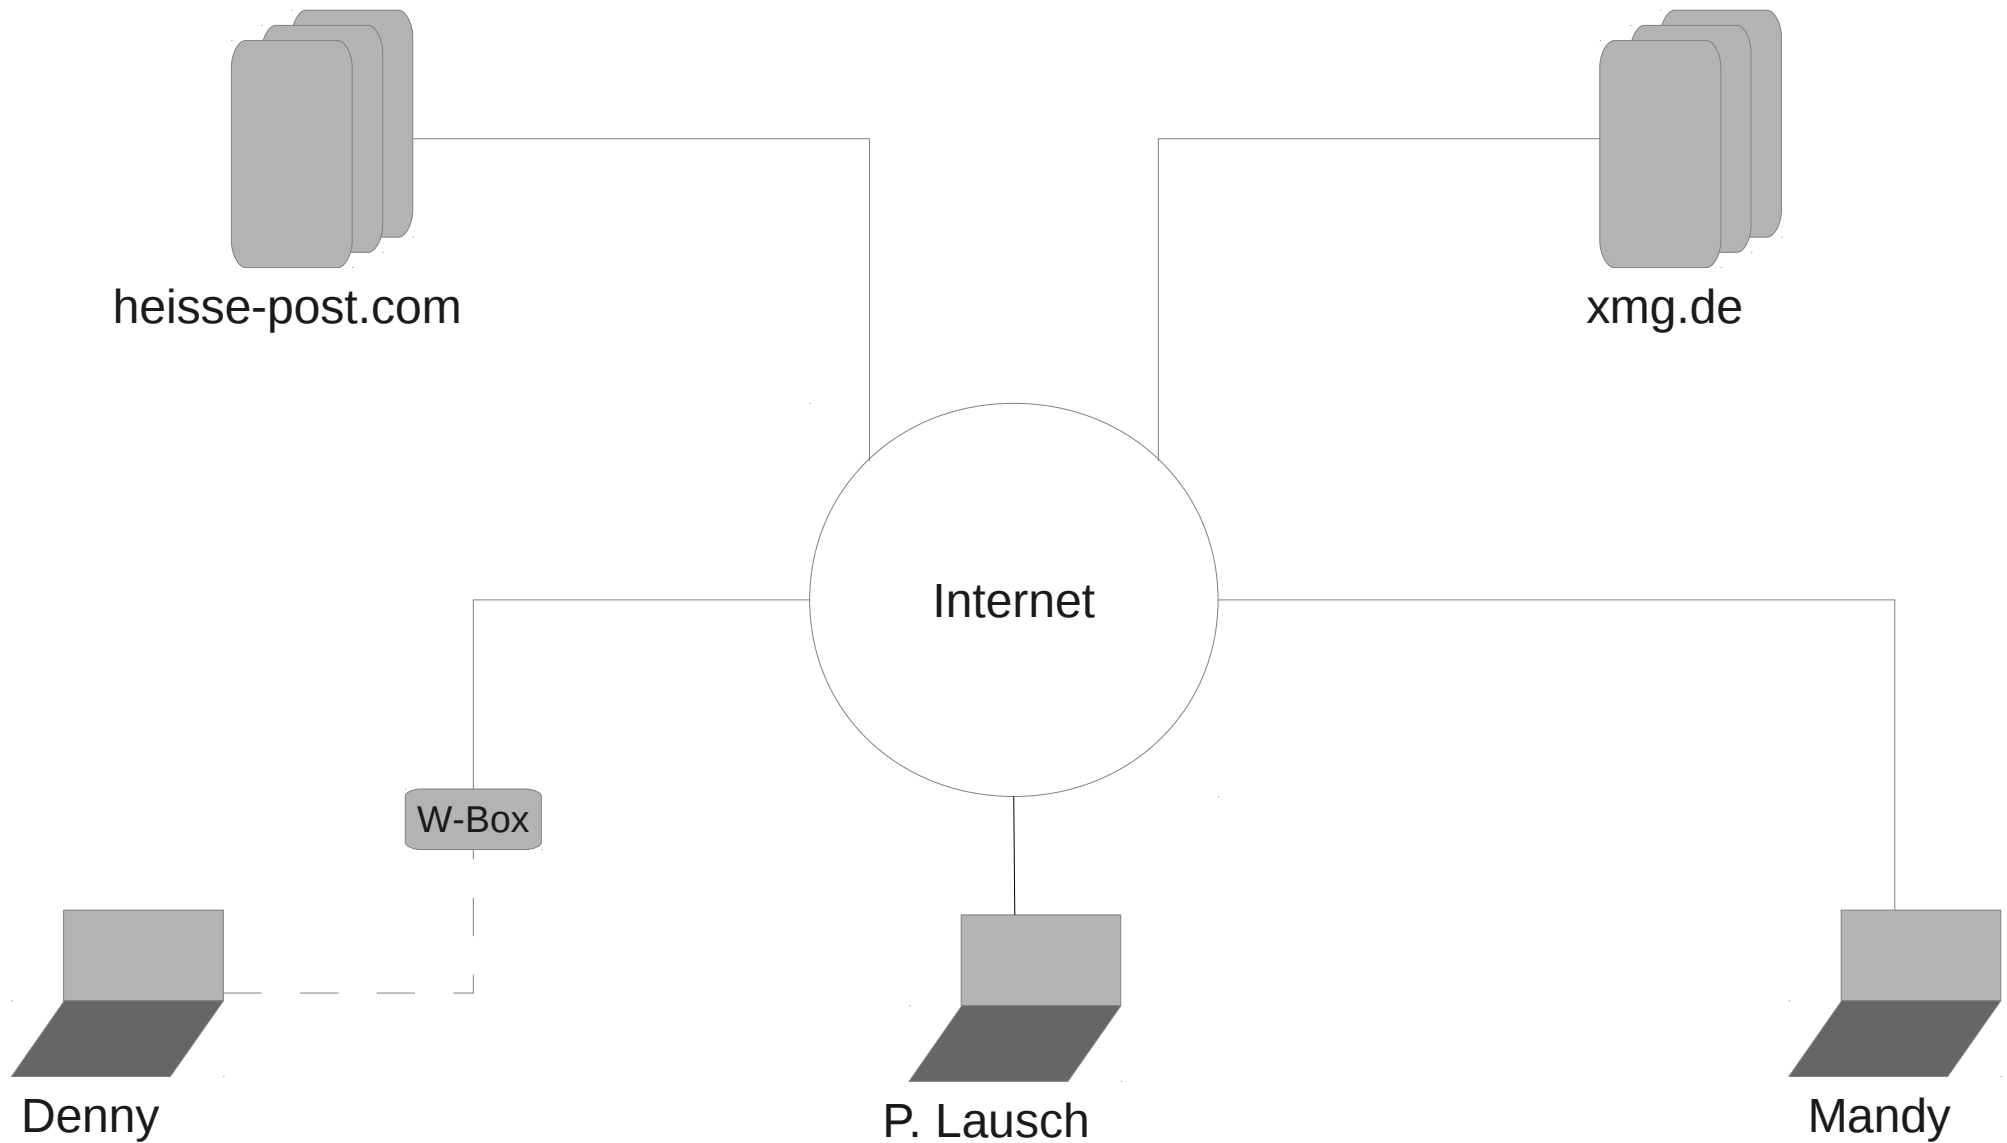 heisse-post.com
xmg.de
Internet
W-Box
Denny
P. Lausch
Mandy